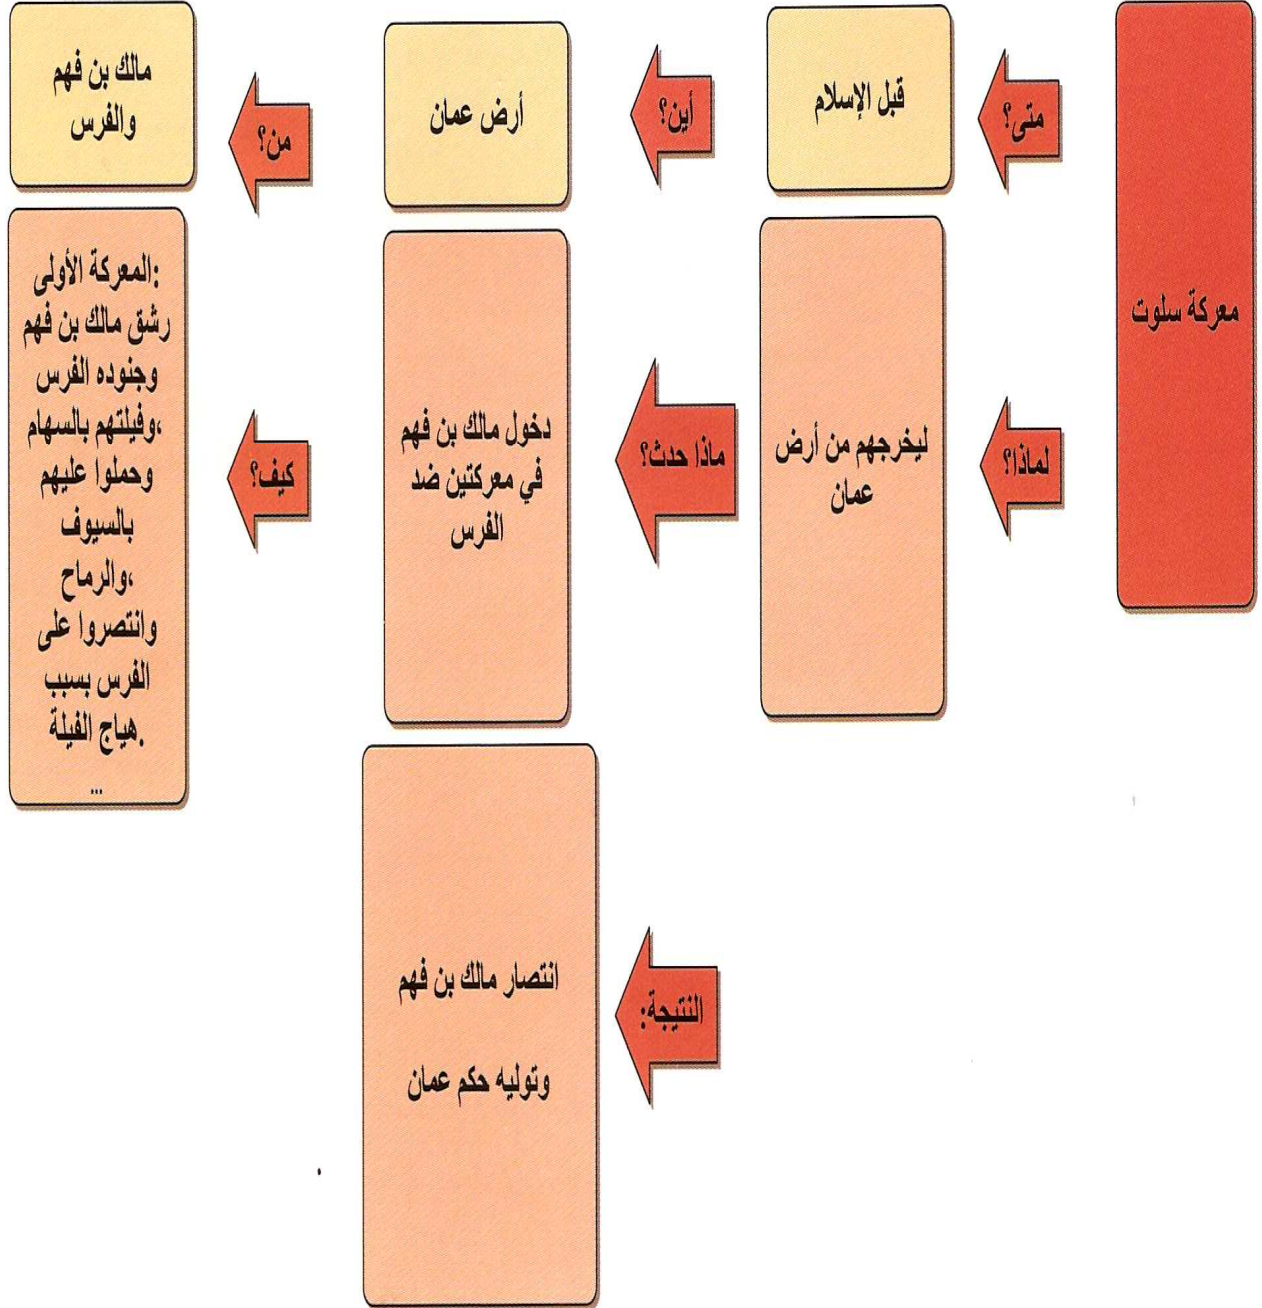 معركة سلوت
متى؟
قبل الإسلام
أين؟
أرض عمان
من؟
مالك بن فهم
والفرس
لماذا؟
ليخرجهم من أرض
عمان
ماذا حدث؟
دخول مالك بن فهم
في معركتين ضد
الفرس
كيف؟
المعركة الأولى:
رشق مالك بن فهم
وجنوده الفرس
وفيلتهم بالسهام،
وحملوا عليهم
بالسيوف
والرماح،
وانتصروا على
الفرس بسبب
هياج الفيلة.
...
النتيجة:
انتصار مالك بن فهم
وتوليه حكم عمان